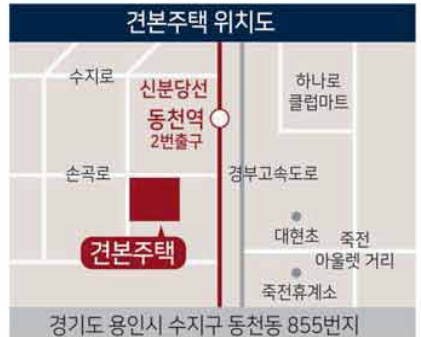 견본주택 위치도
수지로
신분당선
동천역
2번출구
하나로
클럽마트
손곡로
경부고속도로
견본주택
대현초
죽전
아울렛 거리
죽전휴게소
경기도 용인시 수지구 동천동 855번지